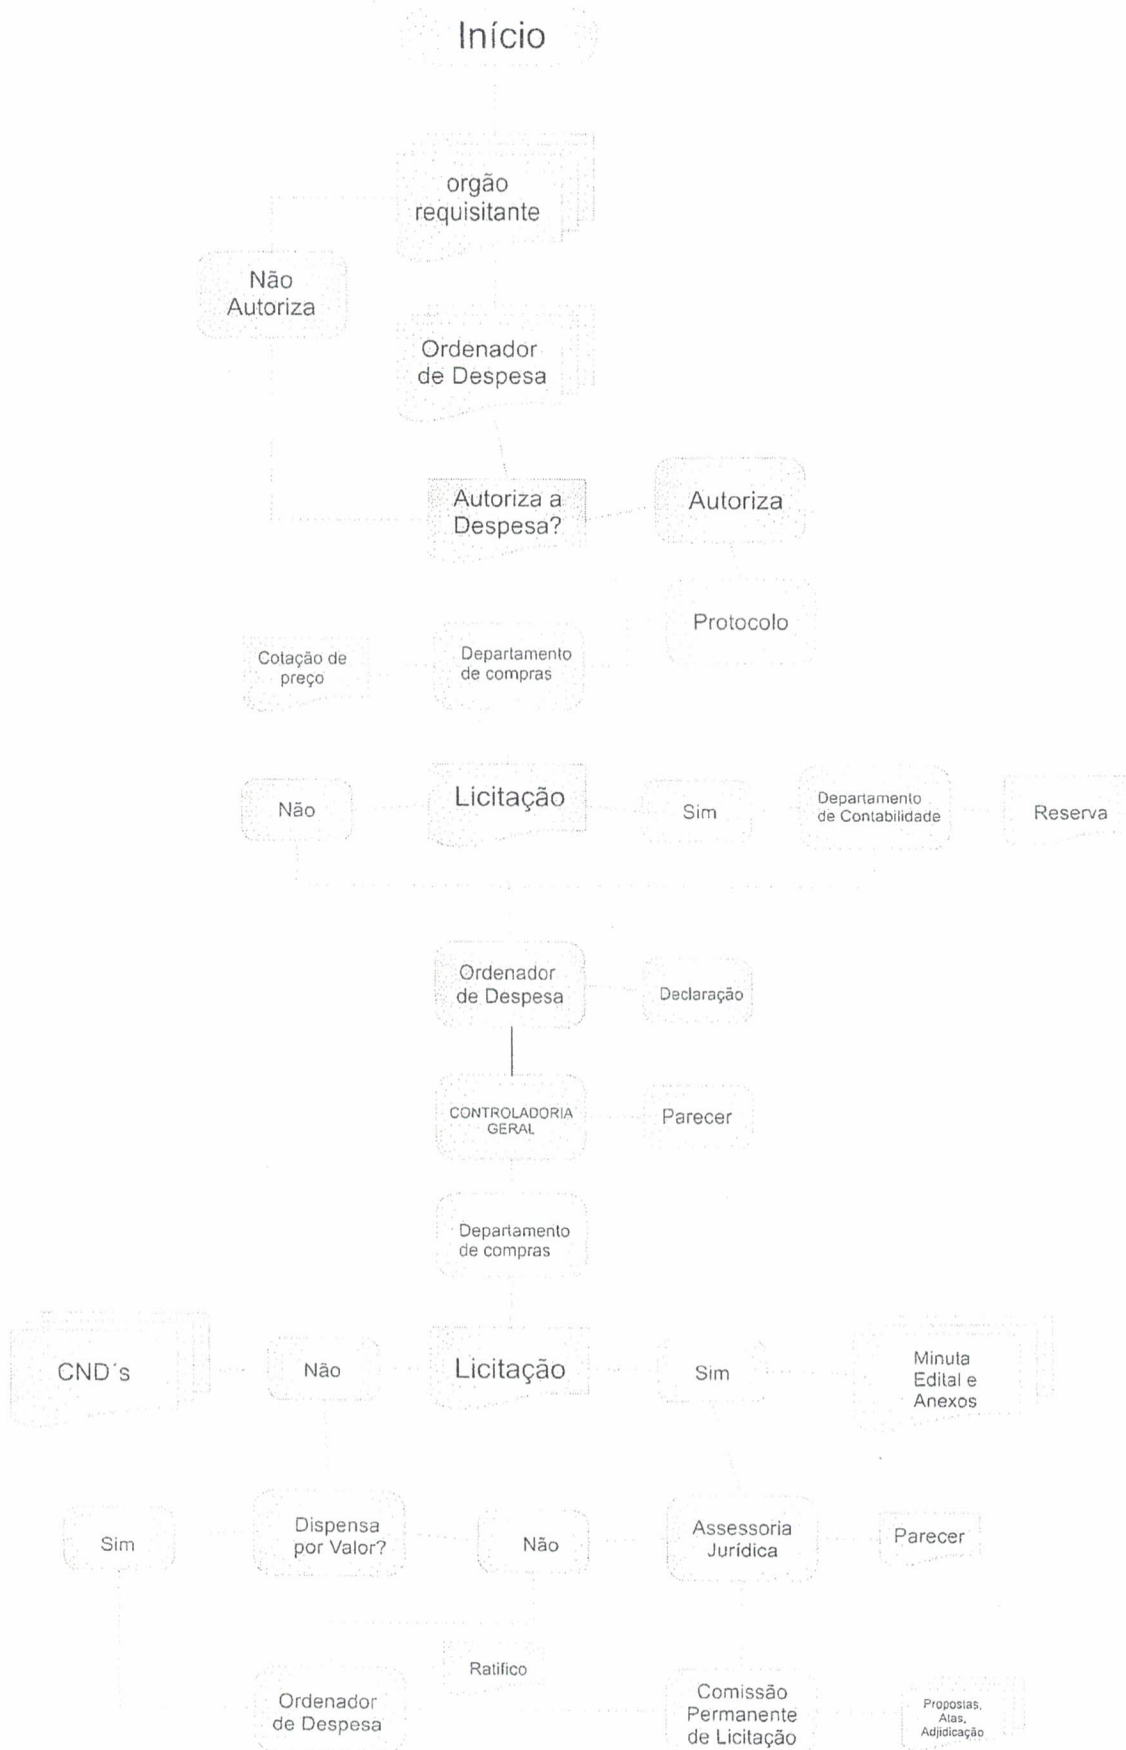 Início
orgão
requisitante
Não
Autoriza
Ordenador
de Despesa
Autoriza a
Despesa?
Autoriza
Protocolo
Cotação de
preço
Departamento
de compras
Não
Licitação
Sim
Departamento
de Contabilidade
Reserva
Ordenador
de Despesa
Declaração
CONTROLADORIA
GERAL
Parecer
Departamento
de compras
CND´s
Não
Licitação
Sim
Minuta
Edital e
Anexos
Sim
Dispensa
por Valor?
Não
Assessoria
Jurídica
Parecer
Ratifico
Ordenador
de Despesa
Comissão
Permanente
de Licitação
Propostas,
Atas,
Adjidicação